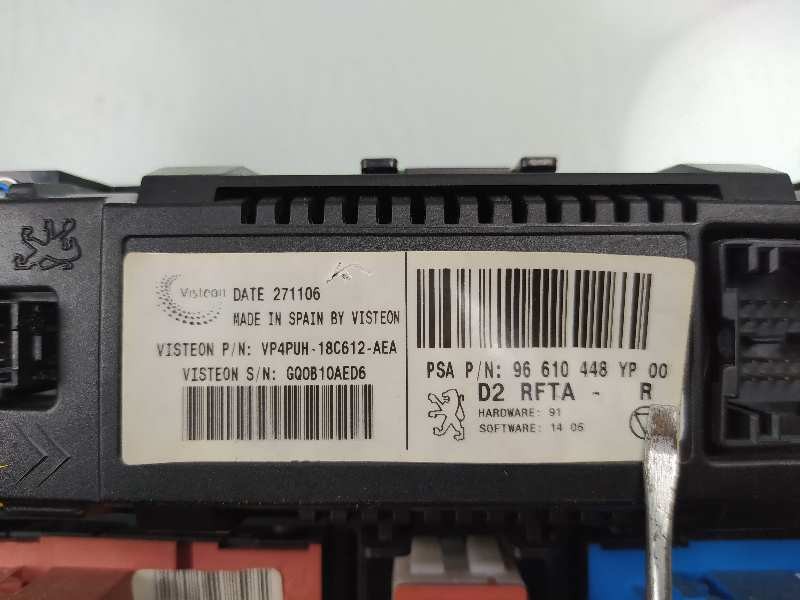 Visteon
DATE 271106
MADE IN SPAIN BY VISTEON
VISTEON P/N: VP4PUH-18C612-AEA
VISTEON S/N: GQ0B10AED6
PSA P/N: 96 610 448 YP 00
D2 RFTA - R
HARDWARE: 91
SOFTWARE: 14 06